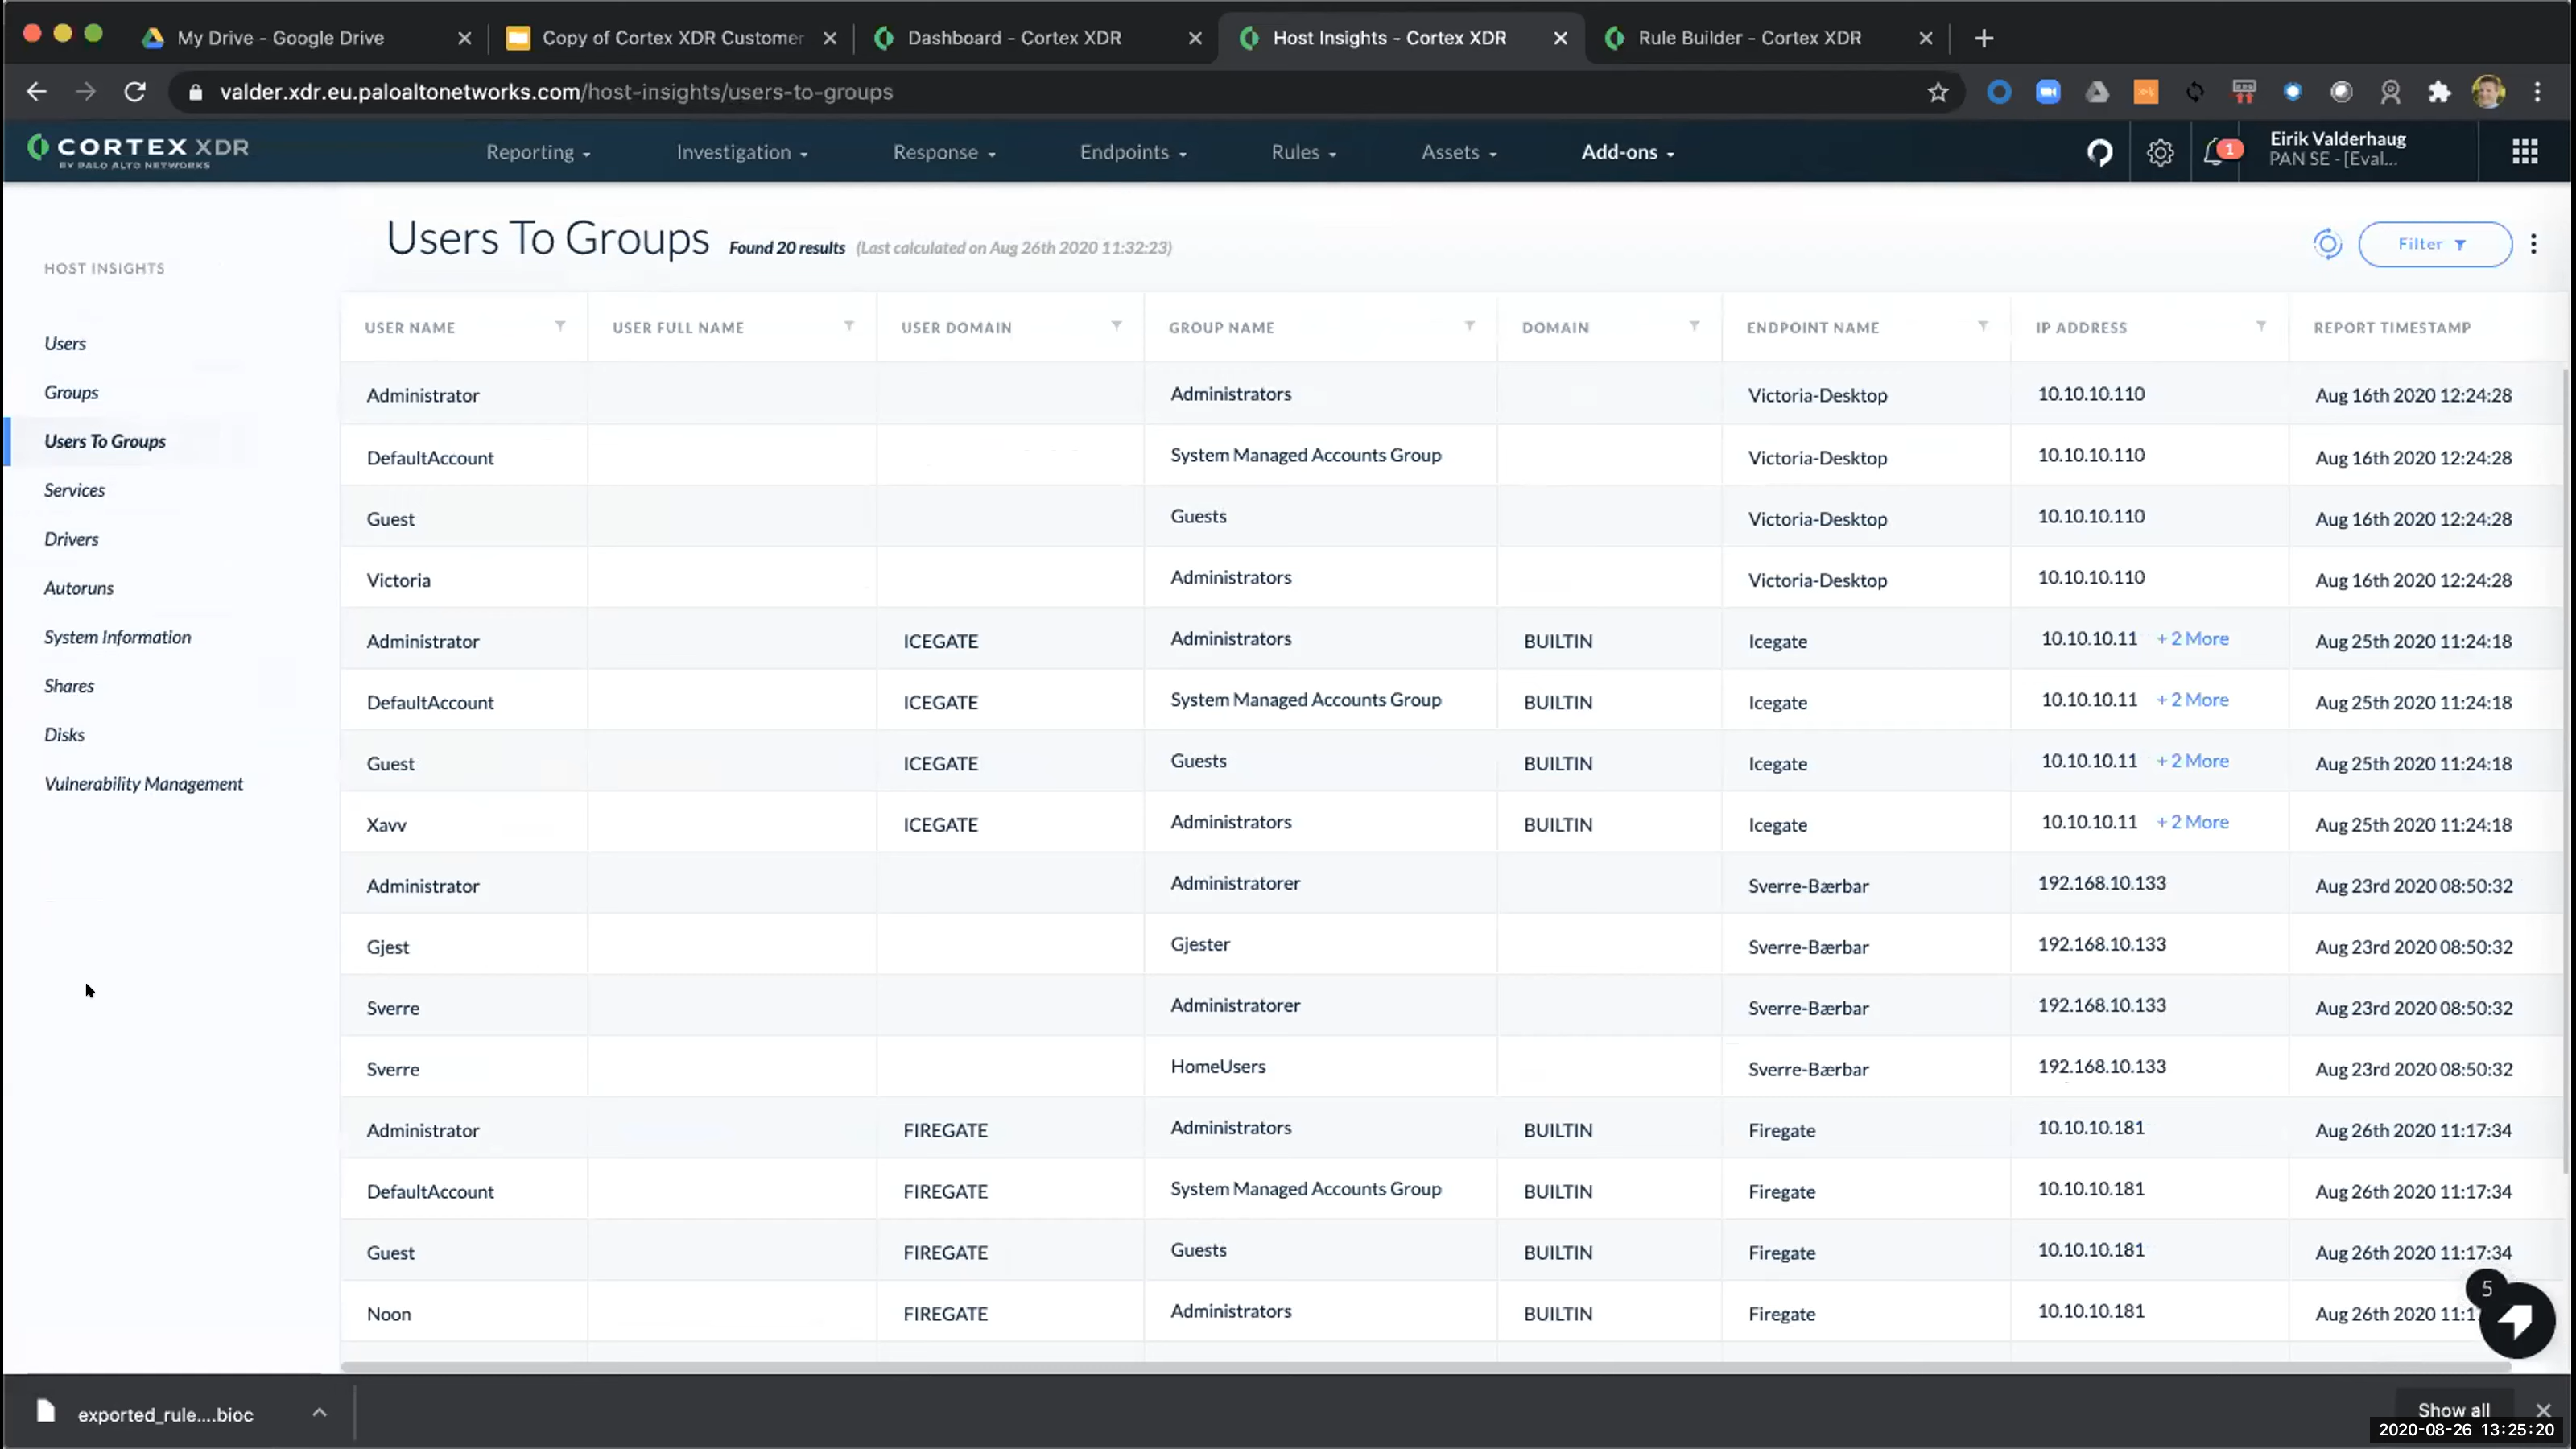 My Drive - Google Drive
Copy of Cortex XDR Customer
Dashboard - Cortex XDR
Host Insights - Cortex XDR
Rule Builder - Cortex XDR
valder.xdr.eu.paloaltonetworks.com/host-insights/users-to-groups
CORTEX XDR
BY PALO ALTO NETWORKS
Reporting
Investigation
Response
Endpoints
Rules
Assets
Add-ons
1
Eirik Valderhaug
PAN SE - [Eval...
HOST INSIGHTS
Users
Groups
Users To Groups
Services
Drivers
Autoruns
System Information
Shares
Disks
Vulnerability Management
Users To Groups Found 20 results (Last calculated on Aug 26th 2020 11:32:23)
Filter
USER NAME USER FULL NAME USER DOMAIN GROUP NAME DOMAIN ENDPOINT NAME IP ADDRESS REPORT TIMESTAMP
Administrator Administrators Victoria-Desktop 10.10.10.110 Aug 16th 2020 12:24:28
DefaultAccount System Managed Accounts Group Victoria-Desktop 10.10.10.110 Aug 16th 2020 12:24:28
Guest Guests Victoria-Desktop 10.10.10.110 Aug 16th 2020 12:24:28
Victoria Administrators Victoria-Desktop 10.10.10.110 Aug 16th 2020 12:24:28
Administrator ICEGATE Administrators BUILTIN Icegate 10.10.10.11 + 2 More Aug 25th 2020 11:24:18
DefaultAccount ICEGATE System Managed Accounts Group BUILTIN Icegate 10.10.10.11 + 2 More Aug 25th 2020 11:24:18
Guest ICEGATE Guests BUILTIN Icegate 10.10.10.11 + 2 More Aug 25th 2020 11:24:18
Xavv ICEGATE Administrators BUILTIN Icegate 10.10.10.11 + 2 More Aug 25th 2020 11:24:18
Administrator Administratorer Sverre-Bærbar 192.168.10.133 Aug 23rd 2020 08:50:32
Gjest Gjester Sverre-Bærbar 192.168.10.133 Aug 23rd 2020 08:50:32
Sverre Administratorer Sverre-Bærbar 192.168.10.133 Aug 23rd 2020 08:50:32
Sverre HomeUsers Sverre-Bærbar 192.168.10.133 Aug 23rd 2020 08:50:32
Administrator FIREGATE Administrators BUILTIN Firegate 10.10.10.181 Aug 26th 2020 11:17:34
DefaultAccount FIREGATE System Managed Accounts Group BUILTIN Firegate 10.10.10.181 Aug 26th 2020 11:17:34
Guest FIREGATE Guests BUILTIN Firegate 10.10.10.181 Aug 26th 2020 11:17:34
Noon FIREGATE Administrators BUILTIN Firegate 10.10.10.181 Aug 26th 2020 11:1
5
exported_rule....bioc
Show all
2020-08-26 13:25:20